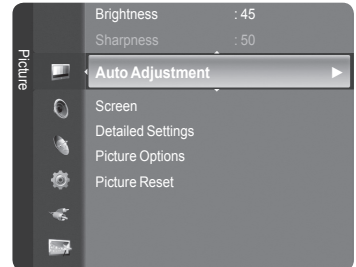 Picture
Brightness : 45
Sharpness : 50
Auto Adjustment
Screen
Detailed Settings
Picture Options
Picture Reset